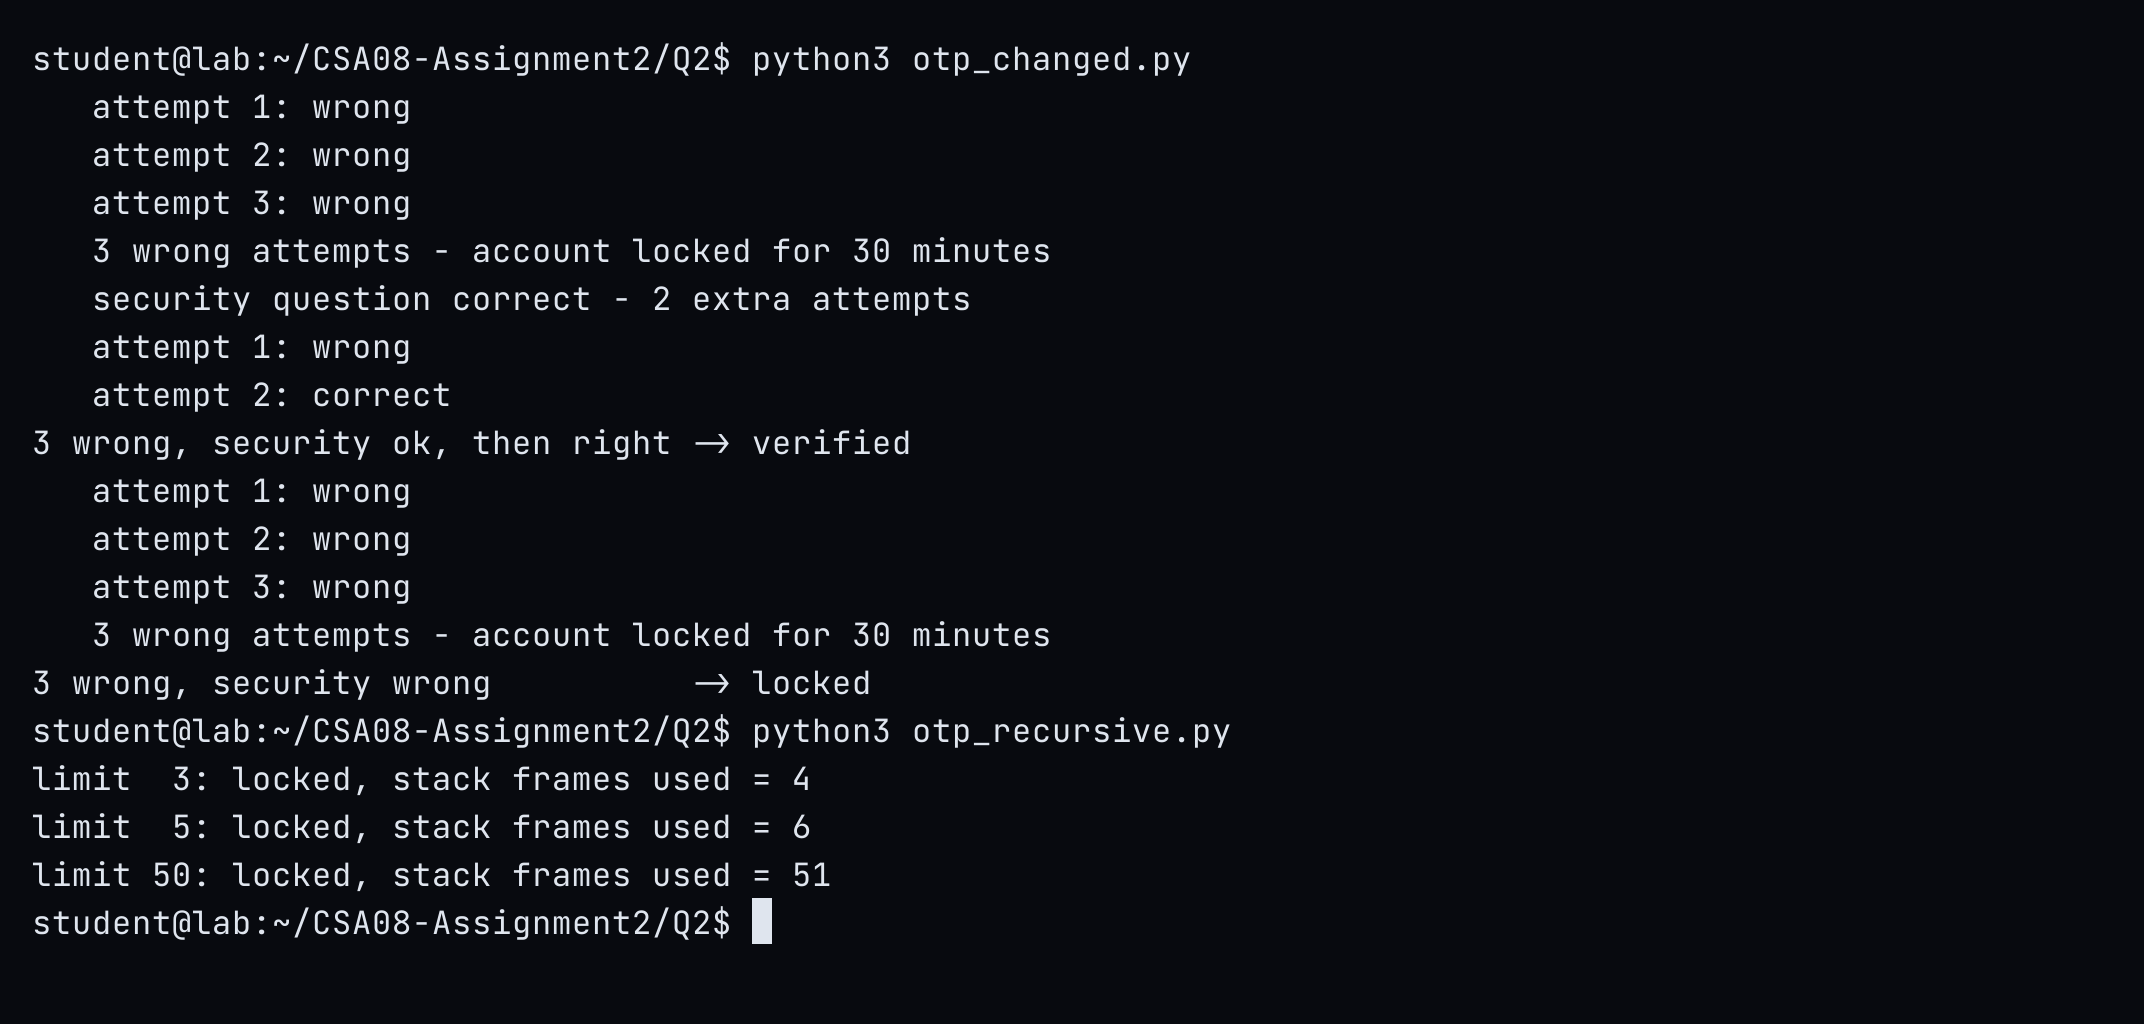 student@lab:~/CSA08-Assignment2/Q2$ python3 otp_changed.py
   attempt 1: wrong
   attempt 2: wrong
   attempt 3: wrong
   3 wrong attempts - account locked for 30 minutes
   security question correct - 2 extra attempts
   attempt 1: wrong
   attempt 2: correct
3 wrong, security ok, then right -> verified
   attempt 1: wrong
   attempt 2: wrong
   attempt 3: wrong
   3 wrong attempts - account locked for 30 minutes
3 wrong, security wrong          -> locked
student@lab:~/CSA08-Assignment2/Q2$ python3 otp_recursive.py
limit  3: locked, stack frames used = 4
limit  5: locked, stack frames used = 6
limit 50: locked, stack frames used = 51
student@lab:~/CSA08-Assignment2/Q2$